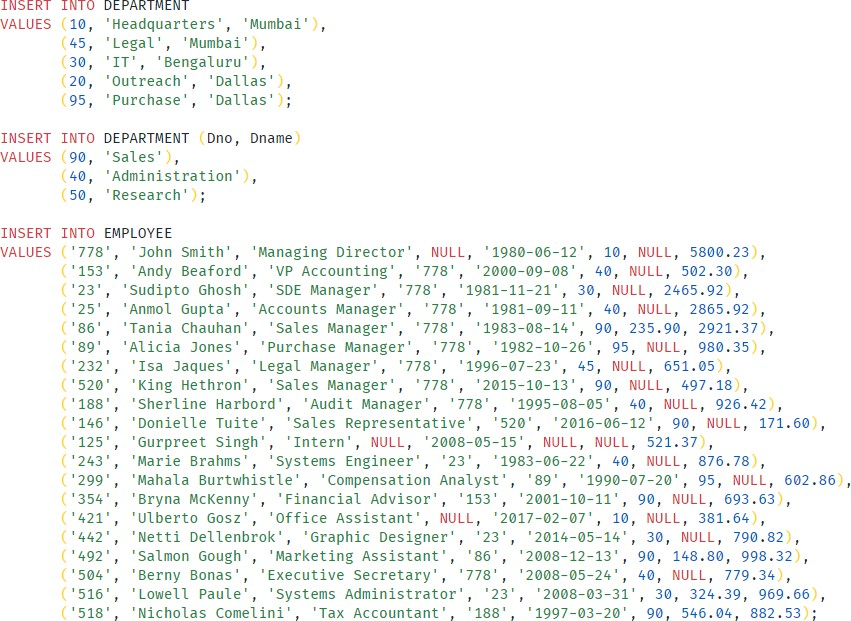 INSERT INTO DEPARTMENT
VALUES (10, 'Headquarters', 'Mumbai'),
(45, 'Legal', 'Mumbai'),
(30, 'IT', 'Bengaluru'),
(20, 'Outreach', 'Dallas'),
(95, 'Purchase', 'Dallas');
INSERT INTO DEPARTMENT (Dno, Dname)
VALUES (90, 'Sales'),
(40, 'Administration'),
(50, 'Research');
INSERT INTO EMPLOYEE
VALUES ('778', 'John Smith', 'Managing Director', NULL, '1980-06-12', 10, NULL, 5800.23),
('153', 'Andy Beaford', 'VP Accounting', '778', '2000-09-08', 40, NULL, 502.30),
('23', 'Sudipto Ghosh', 'SDE Manager', '778', '1981-11-21', 30, NULL, 2465.92),
('25', 'Anmol Gupta', 'Accounts Manager', '778', '1981-09-11', 40, NULL, 2865.92),
('86', 'Tania Chauhan', 'Sales Manager', '778', '1983-08-14', 90, 235.90, 2921.37),
('89', 'Alicia Jones', 'Purchase Manager', '778', '1982-10-26', 95, NULL, 980.35),
('232', 'Isa Jaques', 'Legal Manager', '778', '1996-07-23', 45, NULL, 651.05),
('520', 'King Hethron', 'Sales Manager', '778', '2015-10-13', 90, NULL, 497.18),
('188', 'Sherline Harbord', 'Audit Manager', '778', '1995-08-05', 40, NULL, 926.42),
('146', 'Donielle Tuite', 'Sales Representative', '520', '2016-06-12', 90, NULL, 171.60),
('125', 'Gurpreet Singh', 'Intern', NULL, '2008-05-15', NULL, NULL, 521.37),
('243', 'Marie Brahms', 'Systems Engineer', '23', '1983-06-22', 40, NULL, 876.78),
('299', 'Mahala Burtwhistle', 'Compensation Analyst', '89', '1990-07-20', 95, NULL, 602.86),
('354', 'Bryna McKenny', 'Financial Advisor', '153', '2001-10-11', 90, NULL, 693.63),
('421', 'Ulberto Gosz', 'Office Assistant', NULL, '2017-02-07', 10, NULL, 381.64),
('442', 'Netti Dellenbrok', 'Graphic Designer', '23', '2014-05-14', 30, NULL, 790.82),
('492', 'Salmon Gough', 'Marketing Assistant', '86', '2008-12-13', 90, 148.80, 998.32),
('504', 'Berny Bonas', 'Executive Secretary', '778', '2008-05-24', 40, NULL, 779.34),
('516', 'Lowell Paule', 'Systems Administrator', '23', '2008-03-31', 30, 324.39, 969.66),
('518', 'Nicholas Comelini', 'Tax Accountant', '188', '1997-03-20', 90, 546.04, 882.53);